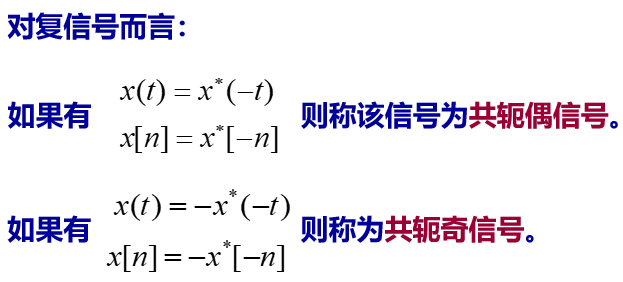 对复信号而言：
x(t) = x*(−t)
如果有 则称该信号为共轭偶信号。
x[n] = x*[−n]
x(t) = −x*(−t)
如果有 则称为共轭奇信号。
x[n] = −x*[−n]